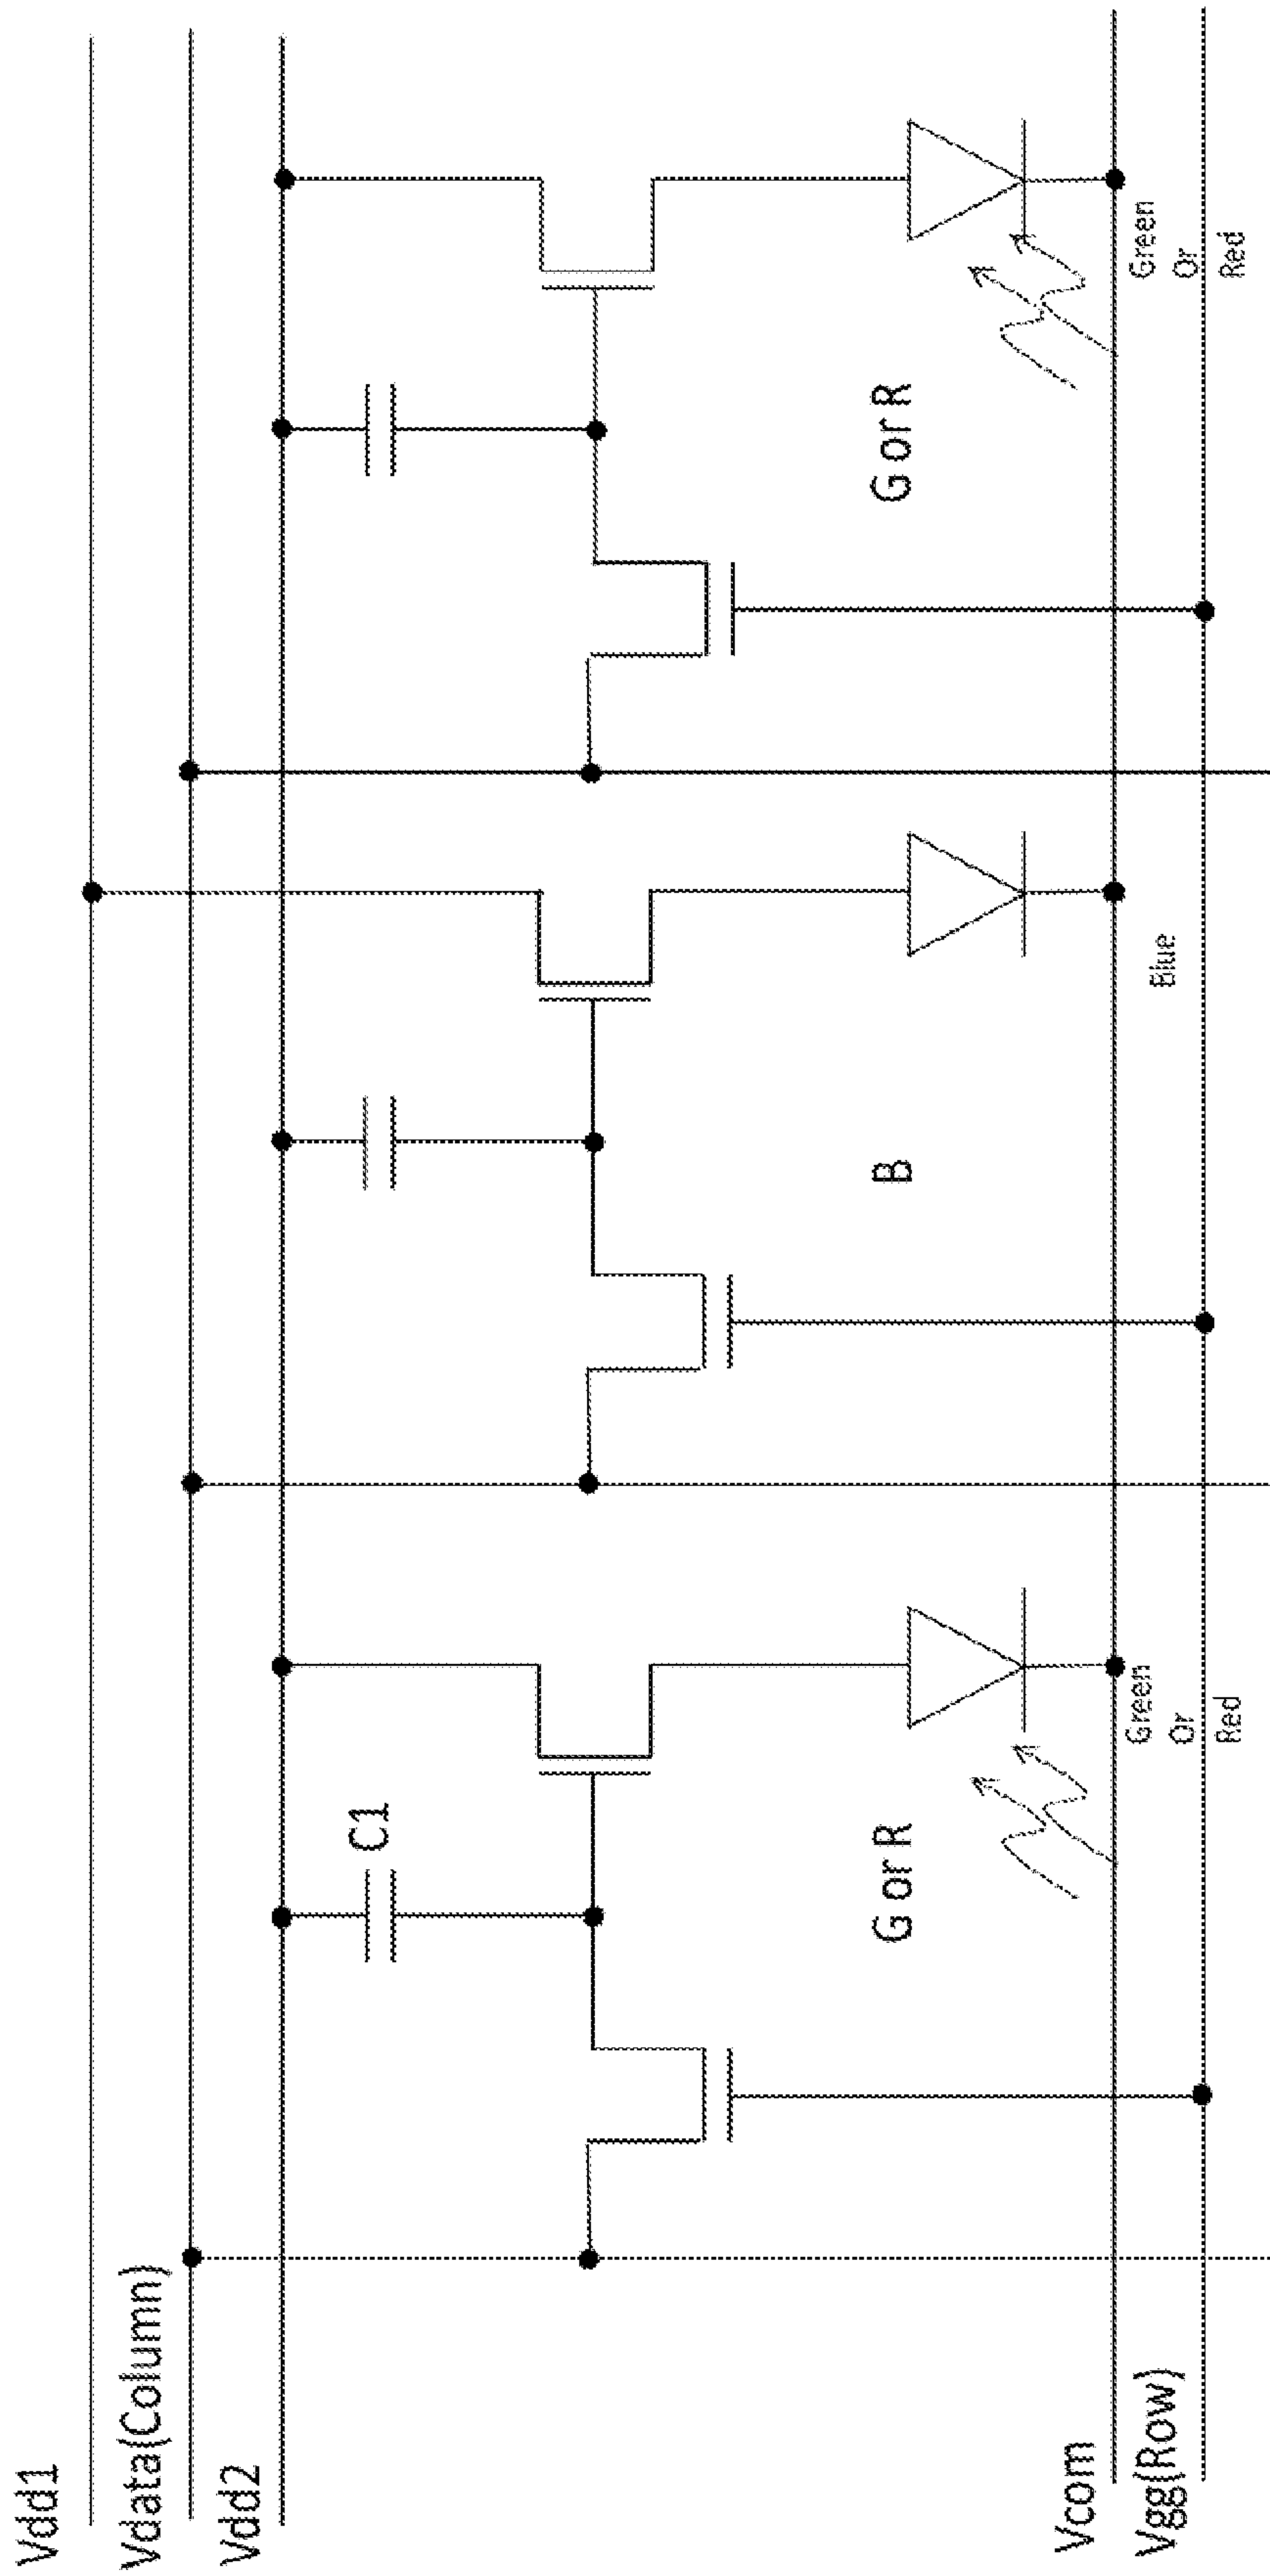 Vdd1
Vdata(Column)
Vdd2
C1
G or R
B
G or R
Green
Or
Red
Blue
Green
Or
Red
Vcom
Vgg(Row)